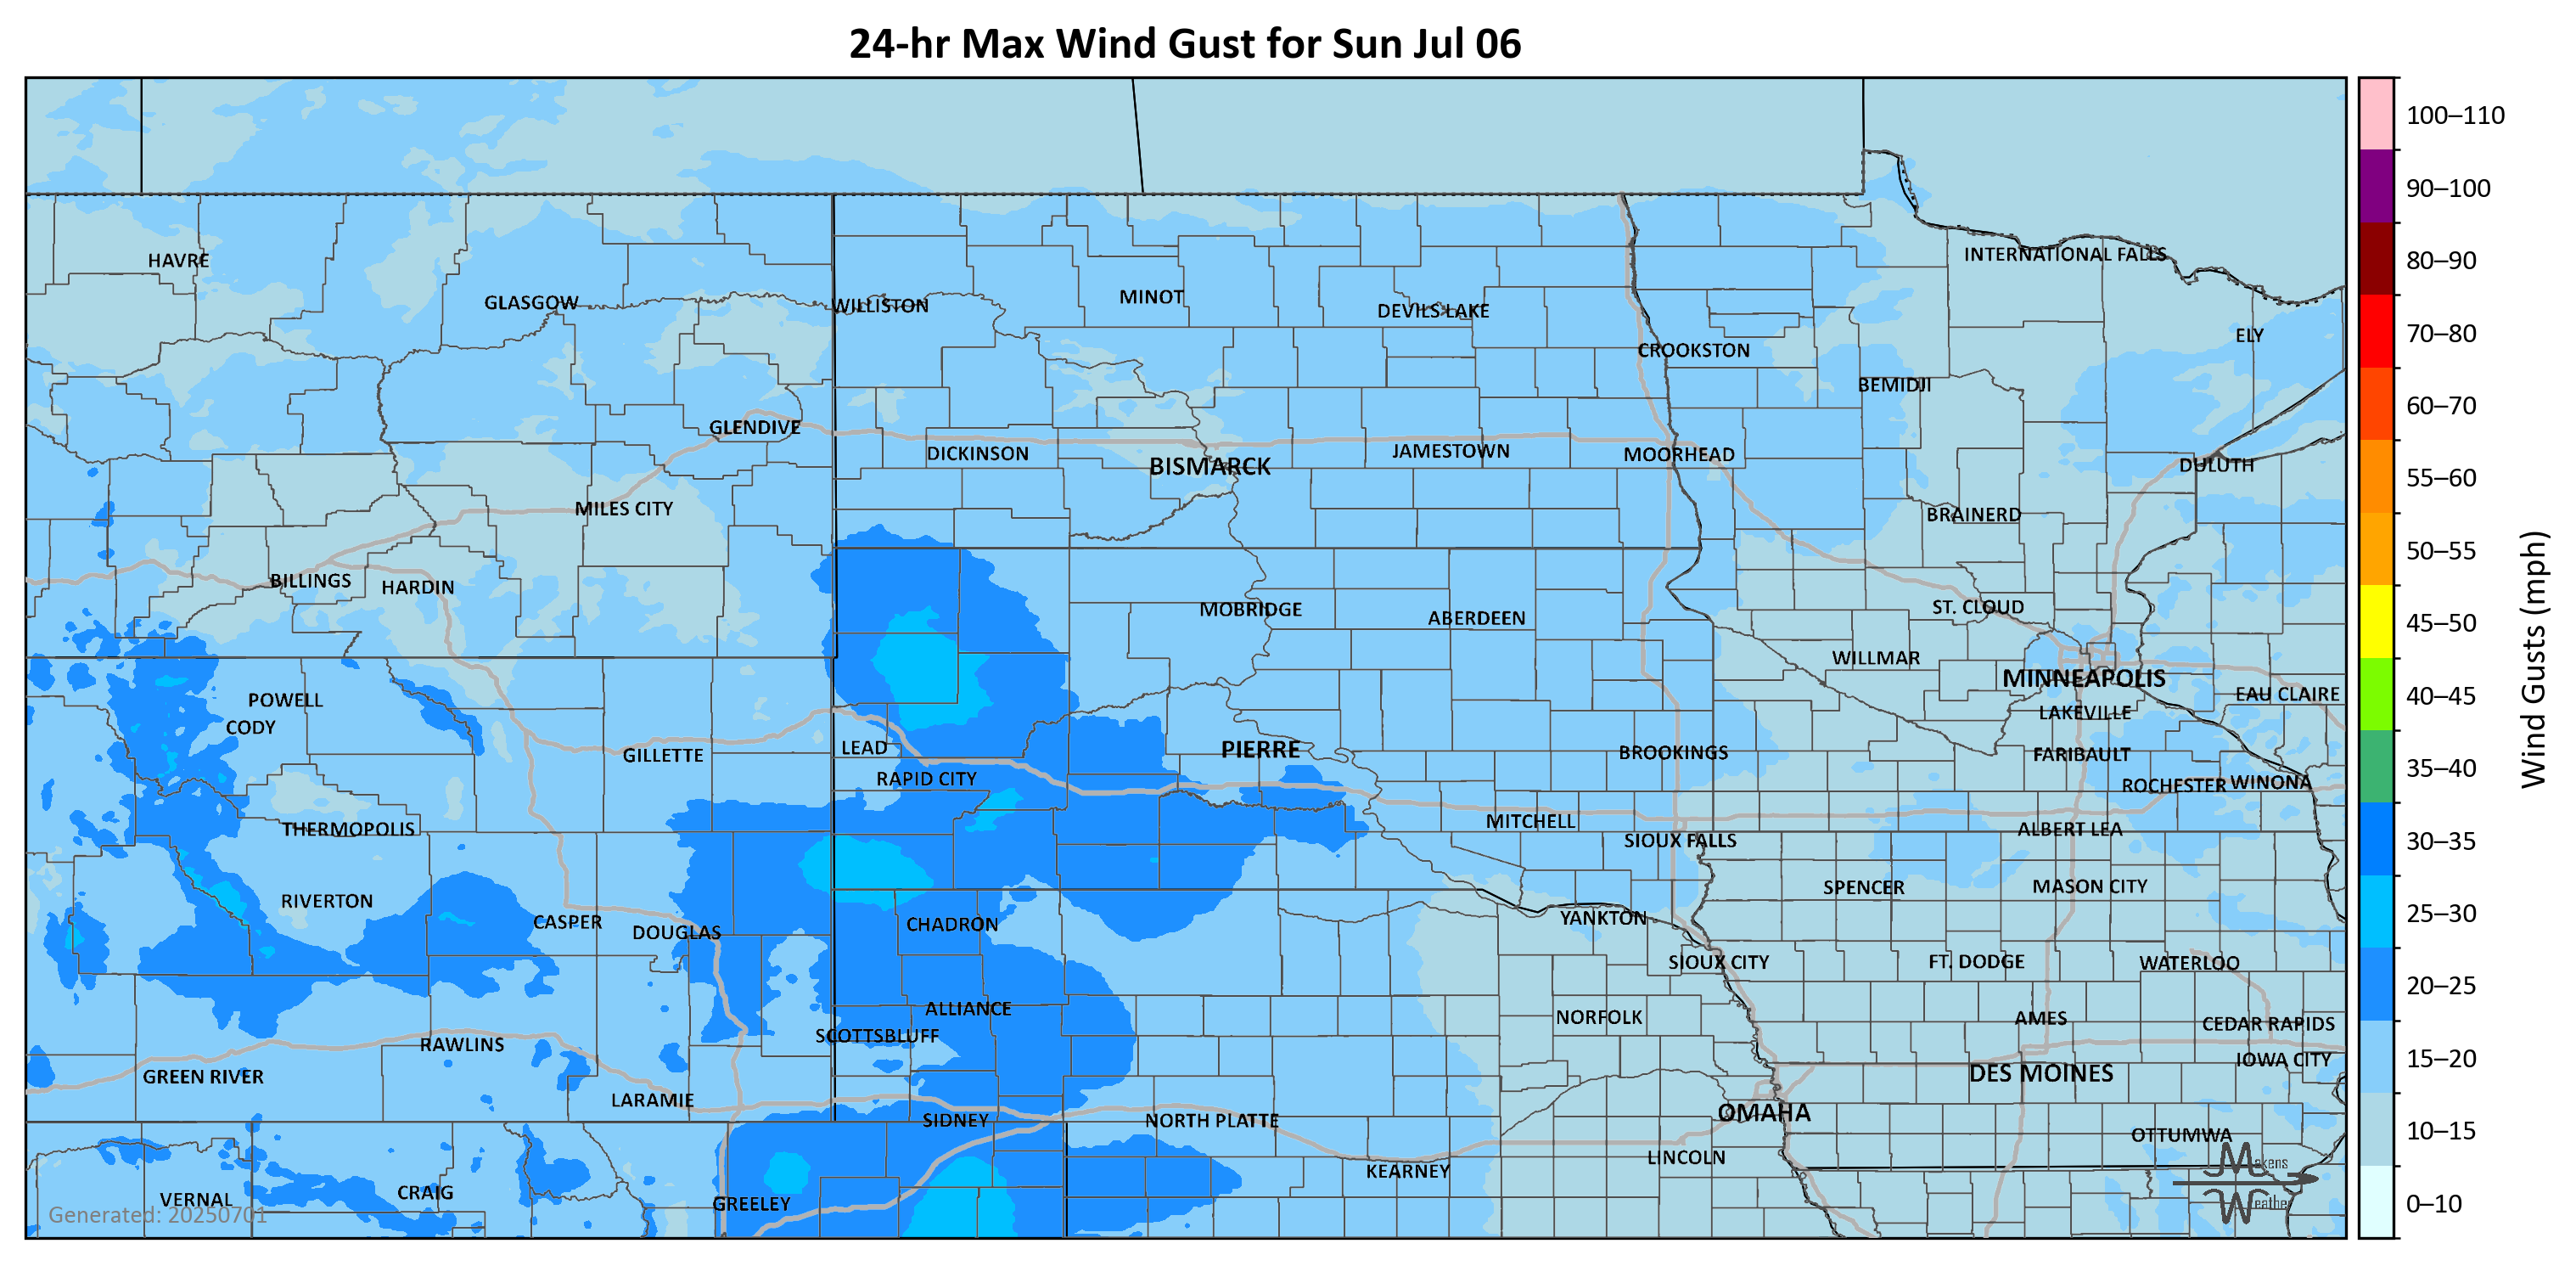 24-hr Max Wind Gust for Sun Jul 06
100–110
90–100
80–90
70–80
60–70
55–60
50–55
45–50
40–45
35–40
30–35
25–30
20–25
15–20
10–15
0–10
Wind Gusts (mph)
HAVRE
INTERNATIONAL FALLS
GLASGOW
WILLISTON
MINOT
DEVILS LAKE
ELY
CROOKSTON
BEMIDJI
GLENDIVE
DICKINSON
BISMARCK
JAMESTOWN
MOORHEAD
DULUTH
MILES CITY
BRAINERD
BILLINGS
HARDIN
MOBRIDGE
ABERDEEN
ST. CLOUD
WILLMAR
MINNEAPOLIS
POWELL
EAU CLAIRE
CODY
LAKEVILLE
GILLETTE
LEAD
PIERRE
BROOKINGS
FARIBAULT
RAPID CITY
ROCHESTER
WINONA
THERMOPOLIS
MITCHELL
SIOUX FALLS
ALBERT LEA
SPENCER
MASON CITY
RIVERTON
CASPER
DOUGLAS
CHADRON
YANKTON
SIOUX CITY
FT. DODGE
WATERLOO
ALLIANCE
NORFOLK
AMES
CEDAR RAPIDS
SCOTTSBLUFF
RAWLINS
IOWA CITY
GREEN RIVER
DES MOINES
LARAMIE
SIDNEY
NORTH PLATTE
OMAHA
OTTUMWA
KEARNEY
LINCOLN
VERNAL
CRAIG
GREELEY
Generated: 20250701
Makens
Weather